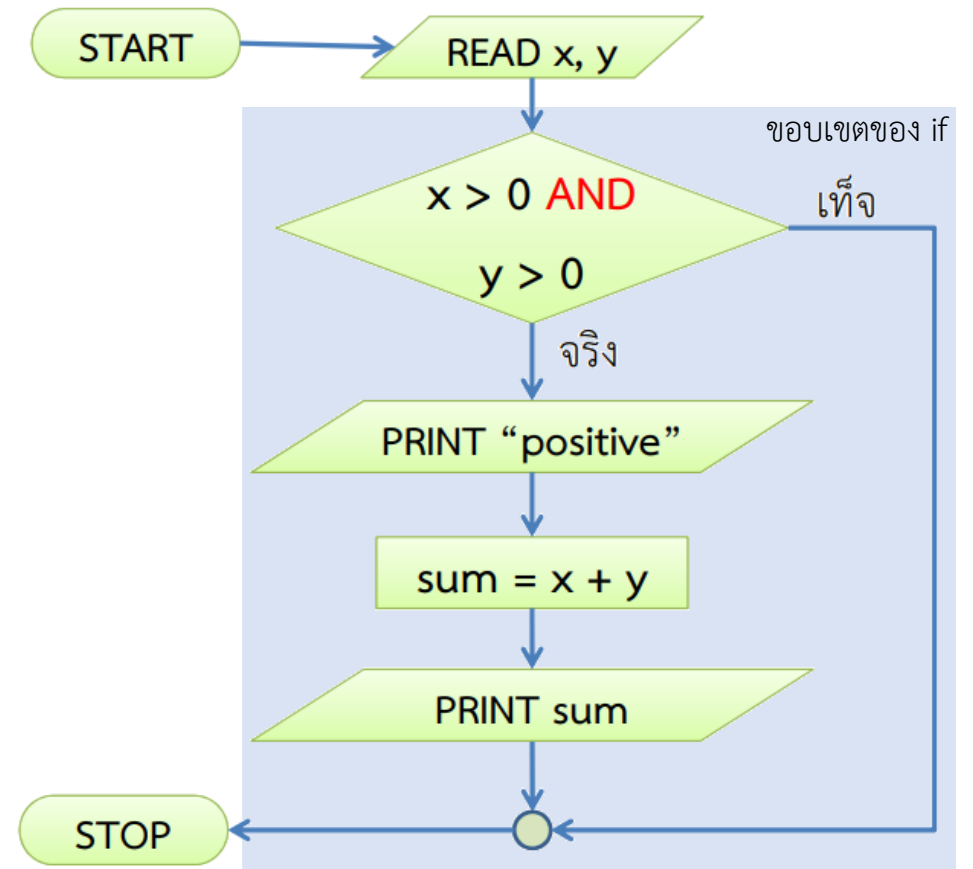 START
READ x, y
ขอบเขตของ if
x > 0 AND
y > 0
เท็จ
จริง
PRINT “positive”
sum = x + y
PRINT sum
STOP